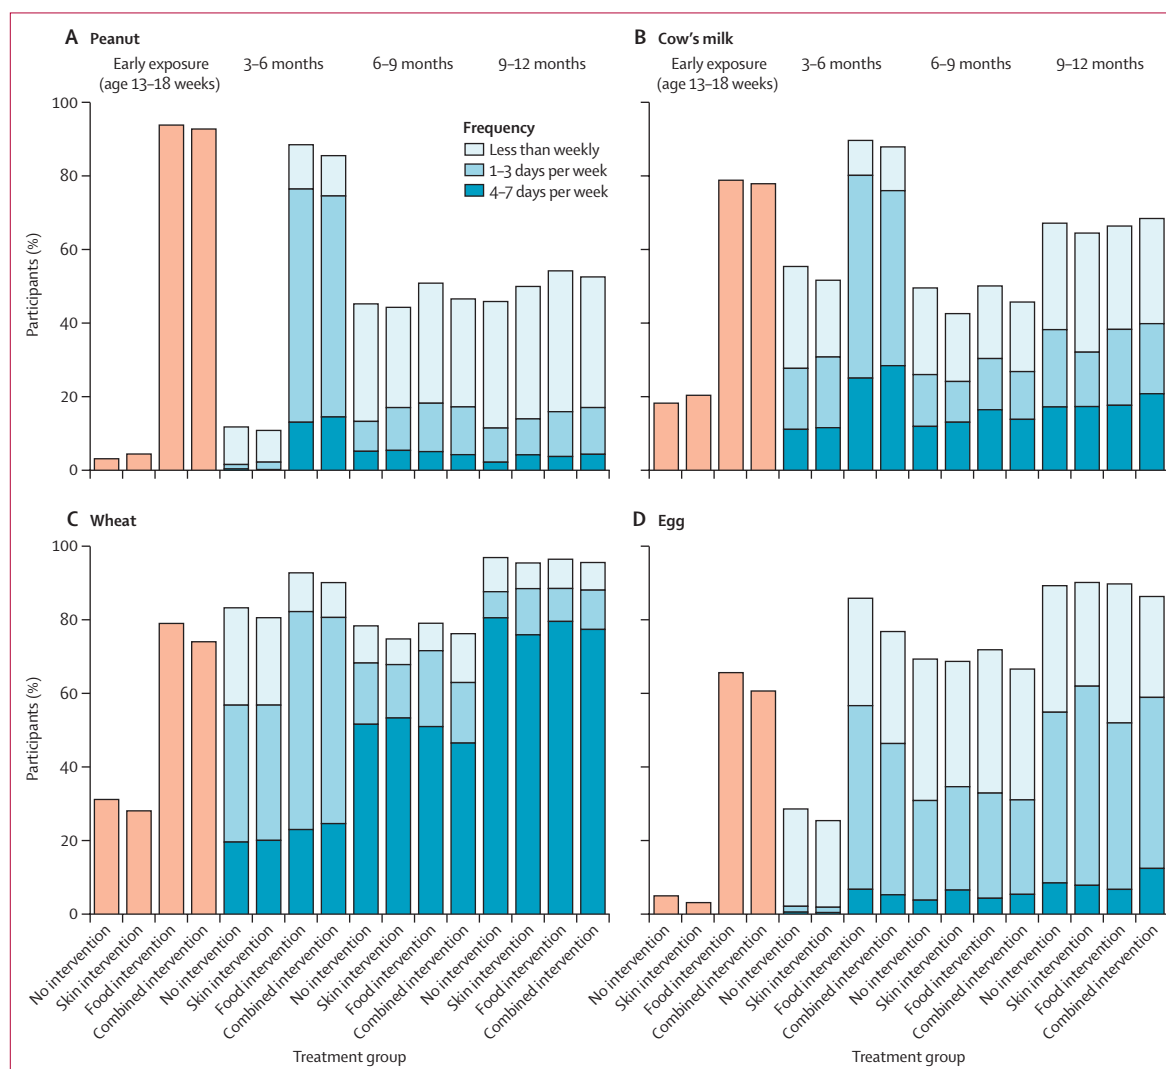 A Peanut
Early exposure
(age 13–18 weeks)
3–6 months
6–9 months
9–12 months
Frequency
Less than weekly
1–3 days per week
4–7 days per week
Participants (%)
100
80
60
40
20
0
B Cow's milk
Early exposure
(age 13–18 weeks)
3–6 months
6–9 months
9–12 months
C Wheat
Participants (%)
100
80
60
40
20
0
No intervention
Skin intervention
Food intervention
Combined intervention
No intervention
Skin intervention
Food intervention
Combined intervention
No intervention
Skin intervention
Food intervention
Combined intervention
No intervention
Skin intervention
Food intervention
Combined intervention
Treatment group
D Egg
No intervention
Skin intervention
Food intervention
Combined intervention
No intervention
Skin intervention
Food intervention
Combined intervention
No intervention
Skin intervention
Food intervention
Combined intervention
No intervention
Skin intervention
Food intervention
Combined intervention
Treatment group